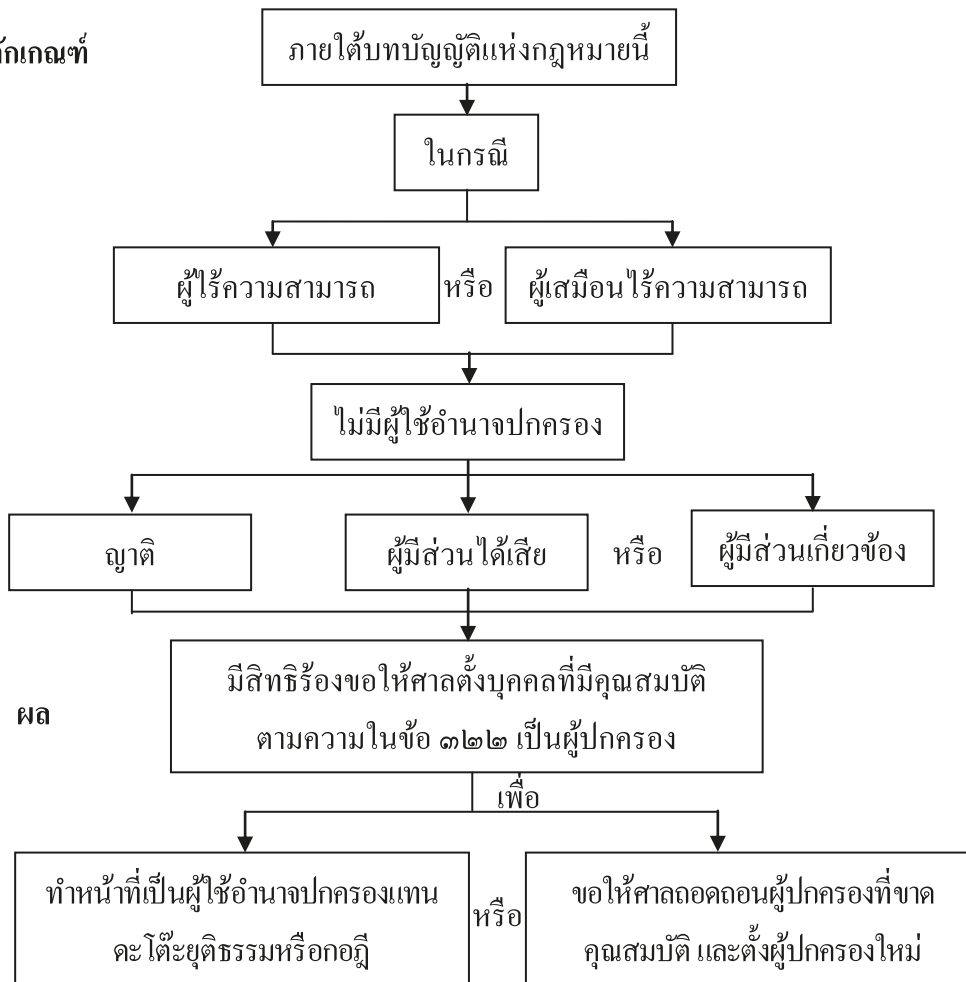 ักเกณฑ์
ภายใต้บทบัญญัติแห่งกฎหมายนี้
ในกรณี
ผู้ไร้ความสามารถ หรือ ผู้เสมือนไร้ความสามารถ
ไม่มีผู้ใช้อำนาจปกครอง
ญาติ ผู้มีส่วนได้เสีย หรือ ผู้มีส่วนเกี่ยวข้อง
มีสิทธิร้องขอให้ศาลตั้งบุคคลที่มีคุณสมบัติ
ผล
ตามความในข้อ ๓๒๒ เป็นผู้ปกครอง
เพื่อ
ทำหน้าที่เป็นผู้ใช้อำนาจปกครองแทน
ดะโต๊ะยุติธรรมหรือกอฎี
หรือ
ขอให้ศาลถอดถอนผู้ปกครองที่ขาด
คุณสมบัติ และตั้งผู้ปกครองใหม่